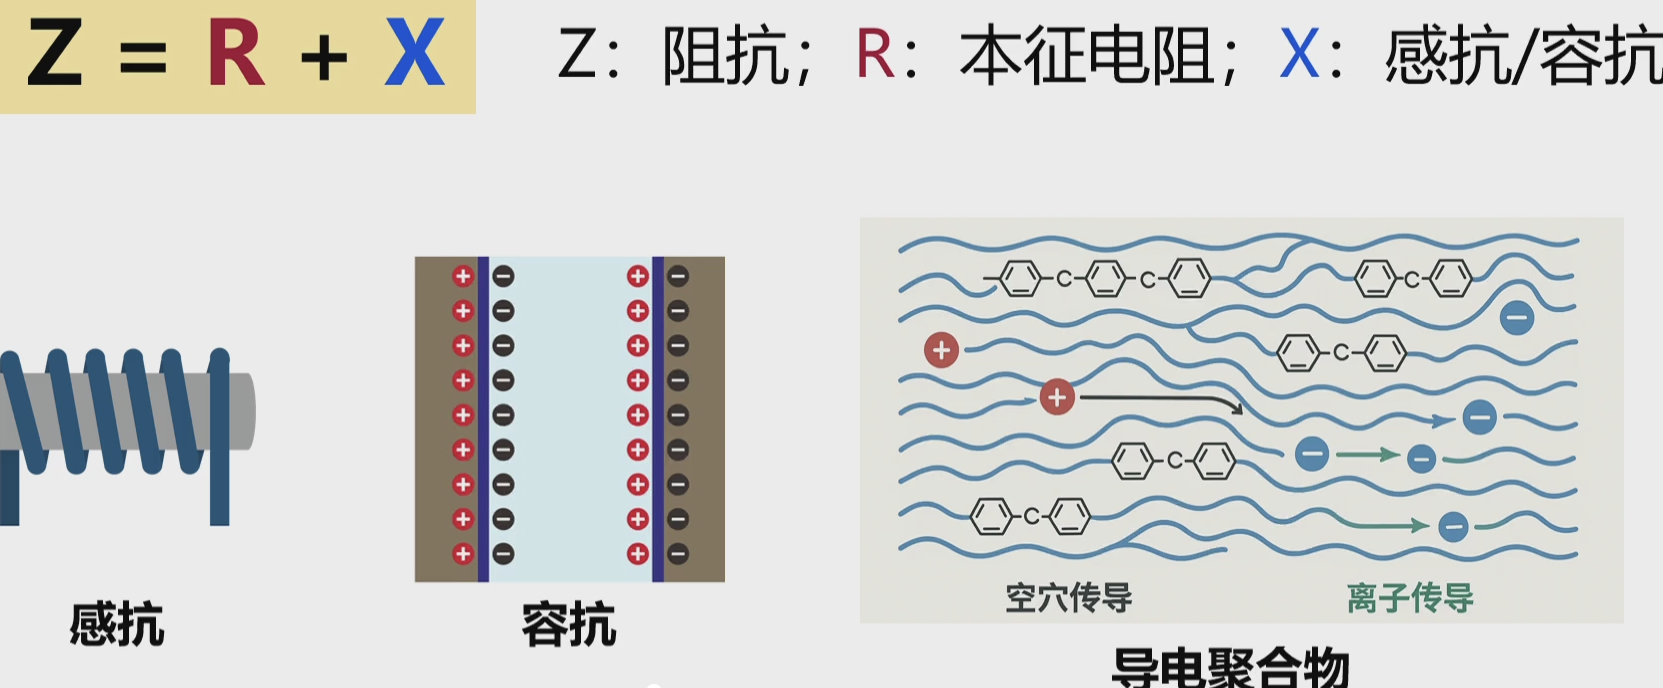 Z = R + X
Z：阻抗；R：本征电阻；X：感抗/容抗
C C C
C
C
C
空穴传导 离子传导
感抗 容抗
导电聚合物